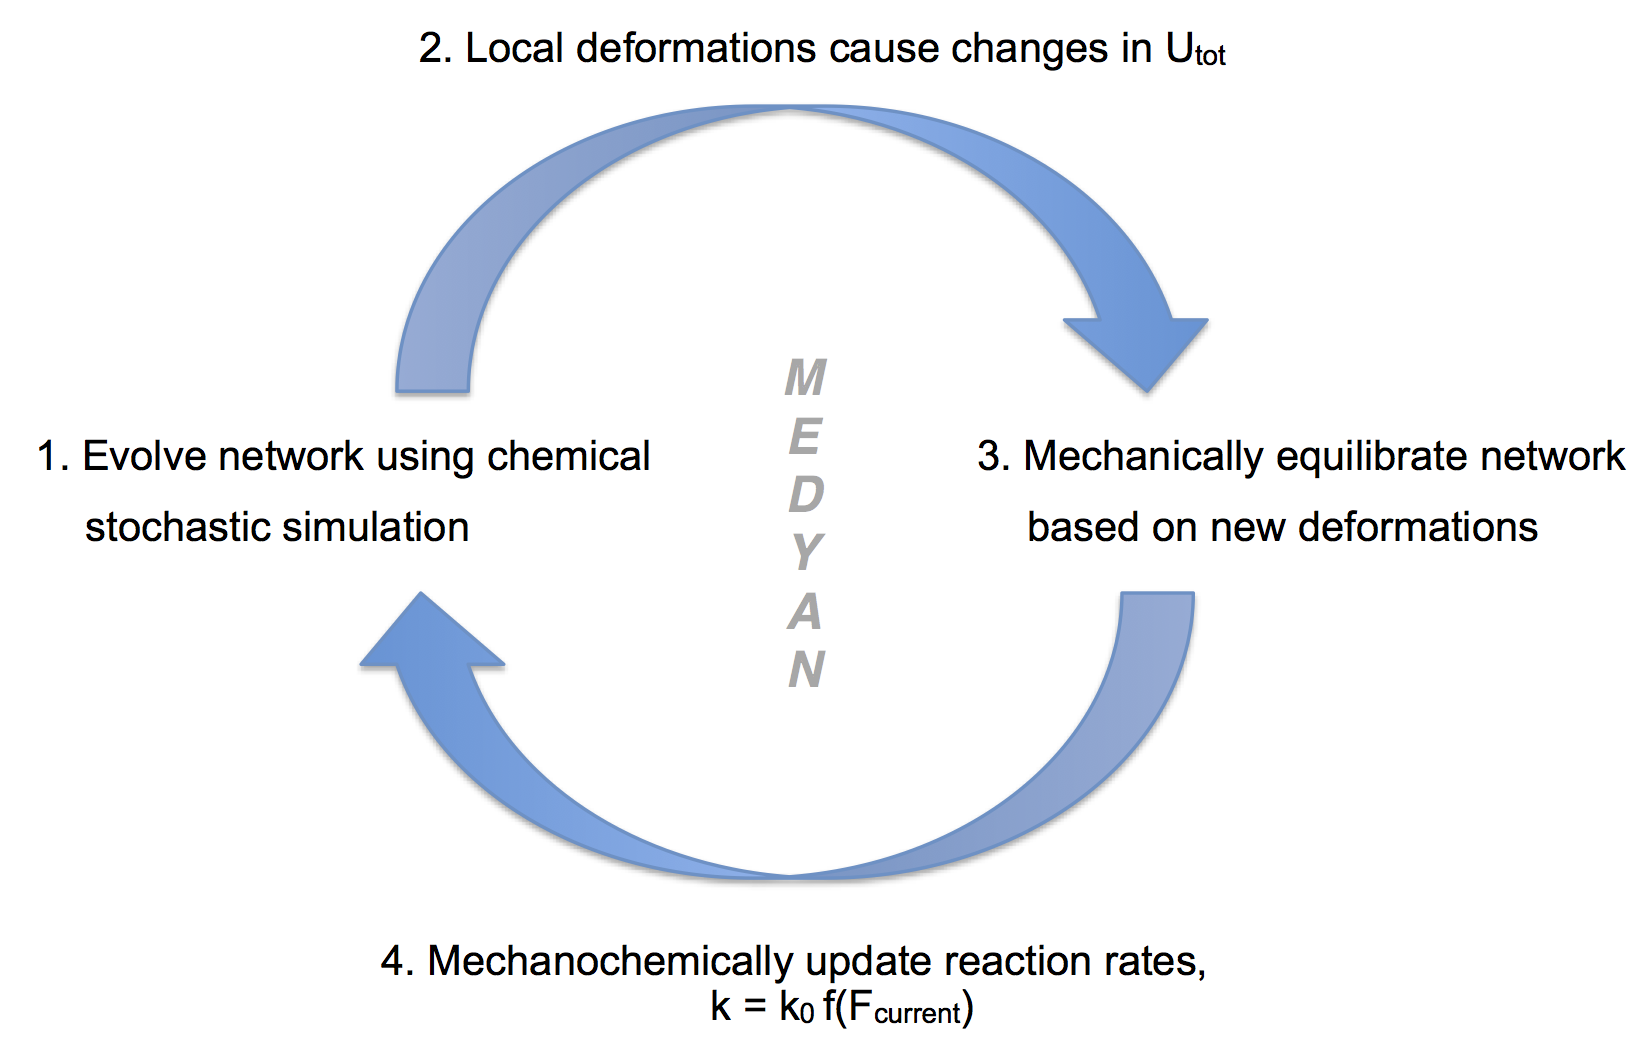 2. Local deformations cause changes in Utot
M
E
D
Y
A
N
1. Evolve network using chemical
stochastic simulation
3. Mechanically equilibrate network
based on new deformations
4. Mechanochemically update reaction rates,
k = k0 f(Fcurrent)